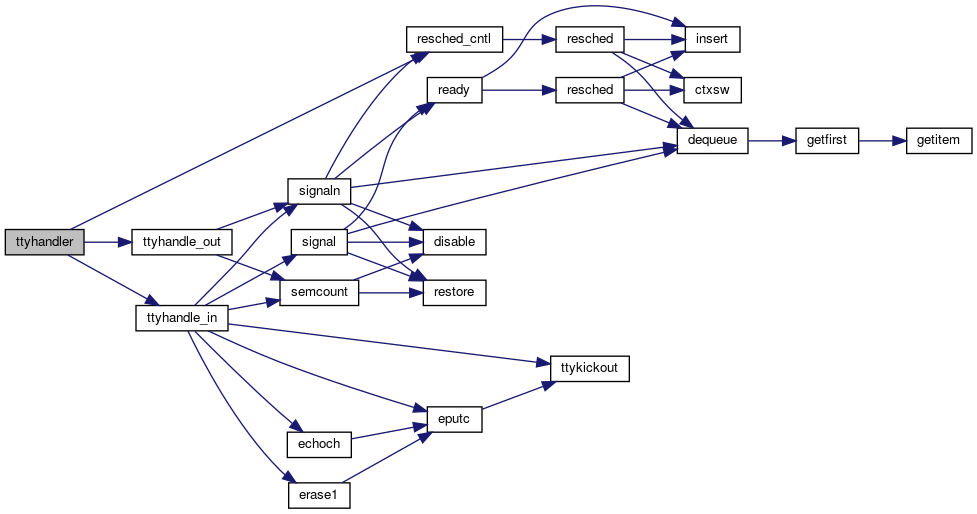 resched_cntl
resched
insert
ready
resched
ctxsw
dequeue
getfirst
getitem
signaln
ttyhandler
ttyhandle_out
signal
disable
semcount
restore
ttyhandle_in
ttykickout
eputc
echoch
erase1